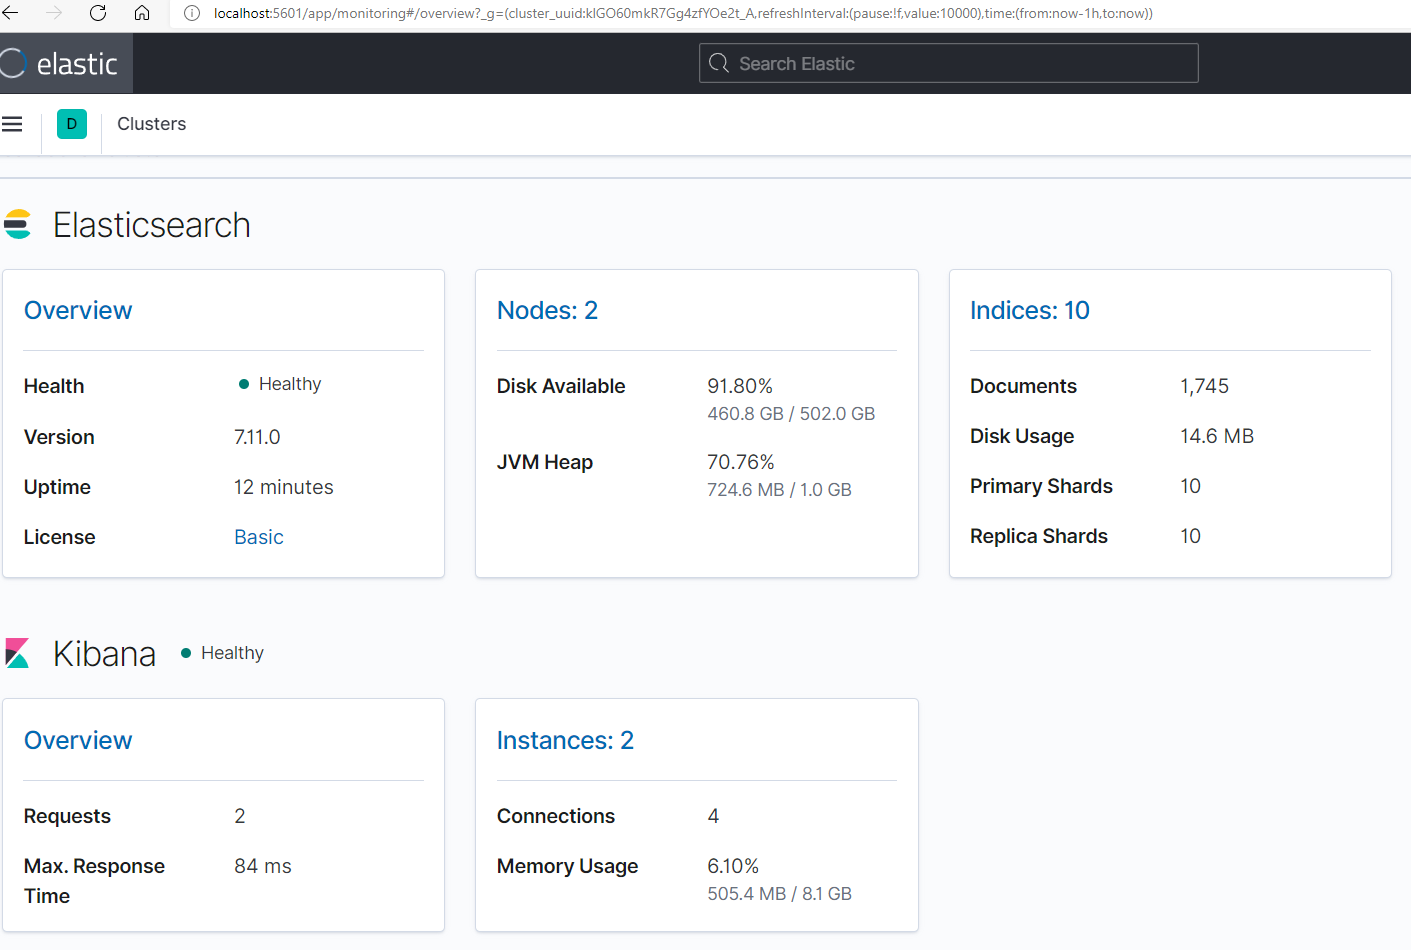 localhost:5601/app/monitoring#/overview?_g=(cluster_uuid:klGO60mkR7Gg4zfYOe2t_A,refreshInterval:(pause:!f,value:10000),time:(from:now-1h,to:now))
elastic
Search Elastic
D
Clusters
Elasticsearch
Overview
Health Healthy
Version 7.11.0
Uptime 12 minutes
License Basic
Nodes: 2
Disk Available 91.80%
460.8 GB / 502.0 GB
JVM Heap 70.76%
724.6 MB / 1.0 GB
Indices: 10
Documents 1,745
Disk Usage 14.6 MB
Primary Shards 10
Replica Shards 10
Kibana Healthy
Overview
Requests 2
Max. Response 84 ms
Time
Instances: 2
Connections 4
Memory Usage 6.10%
505.4 MB / 8.1 GB